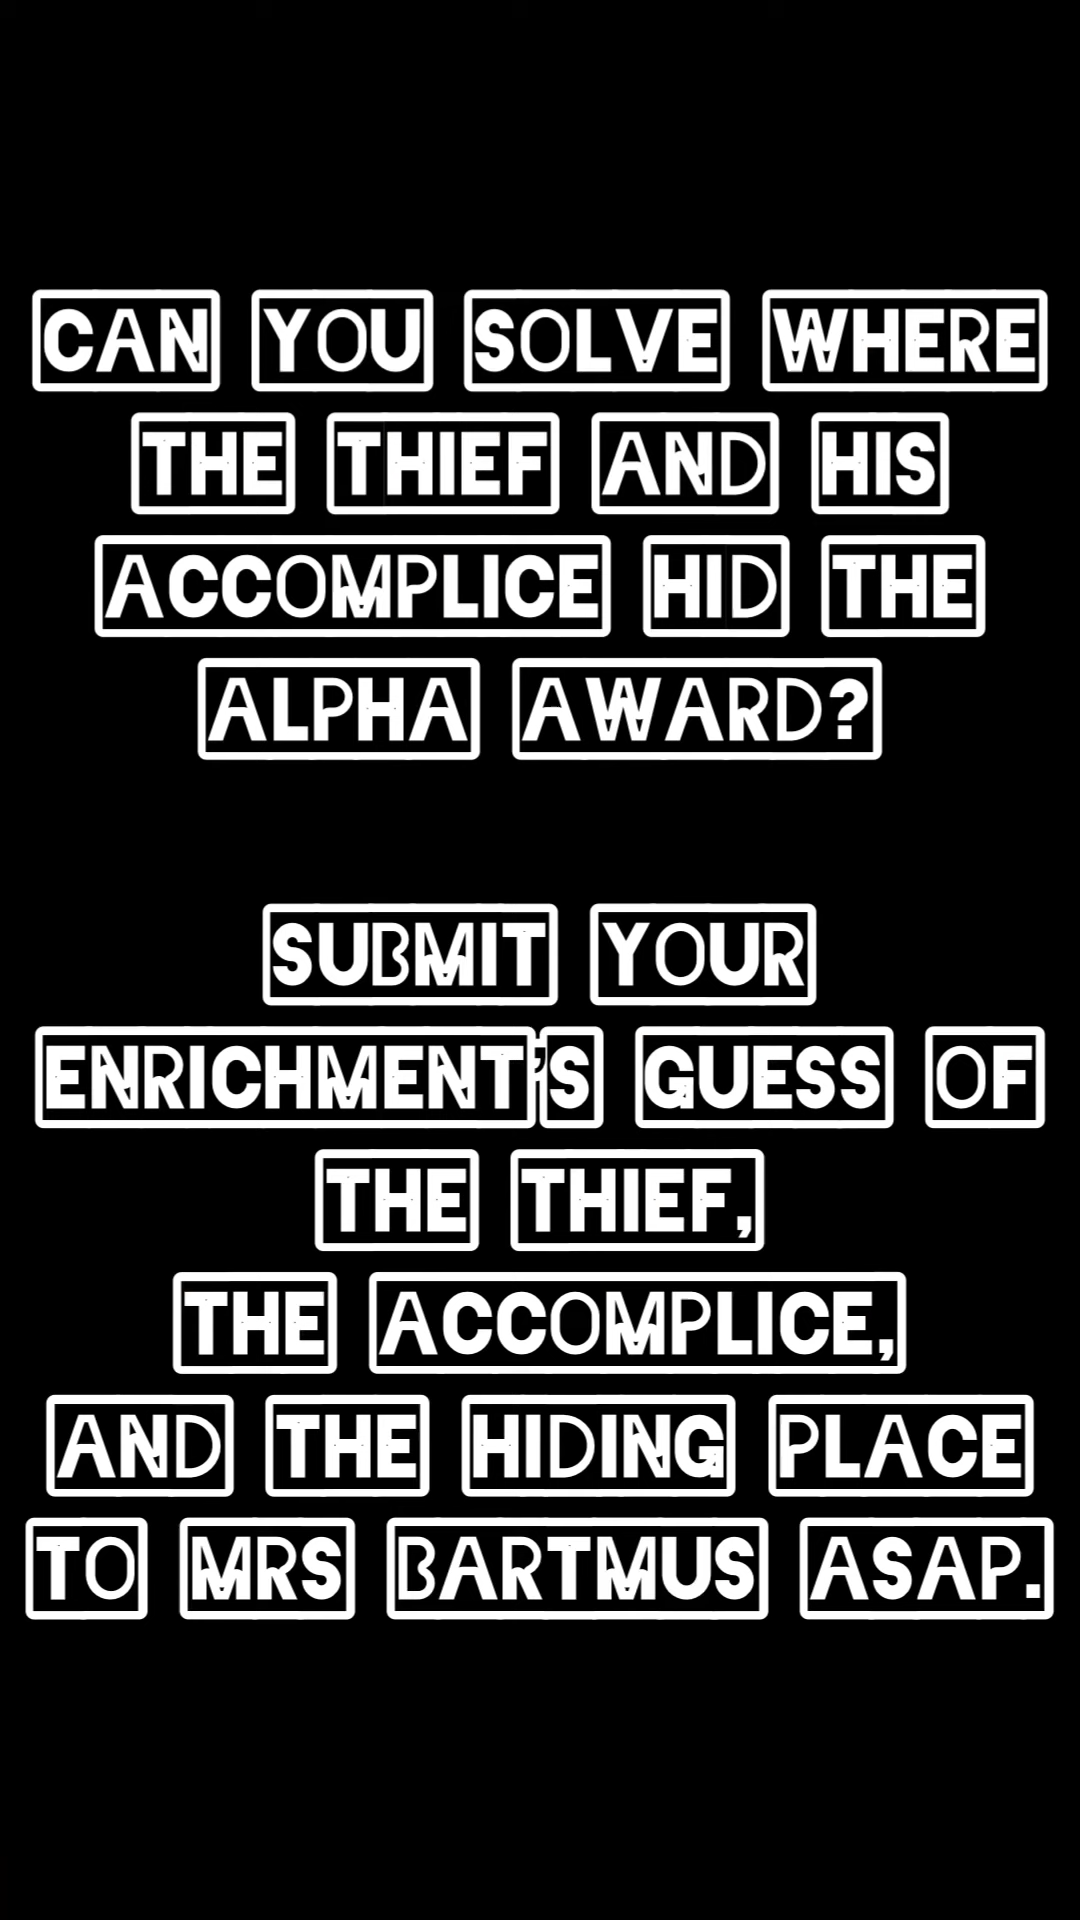 CAN YOU SOLVE WHERE
THE THIEF AND HIS
ACCOMPLICE HID THE
ALPHA AWARD?
SUBMIT YOUR
ENRICHMENT'S GUESS OF
THE THIEF,
THE ACCOMPLICE,
AND THE HIDING PLACE
TO MRS BARTMUS ASAP.